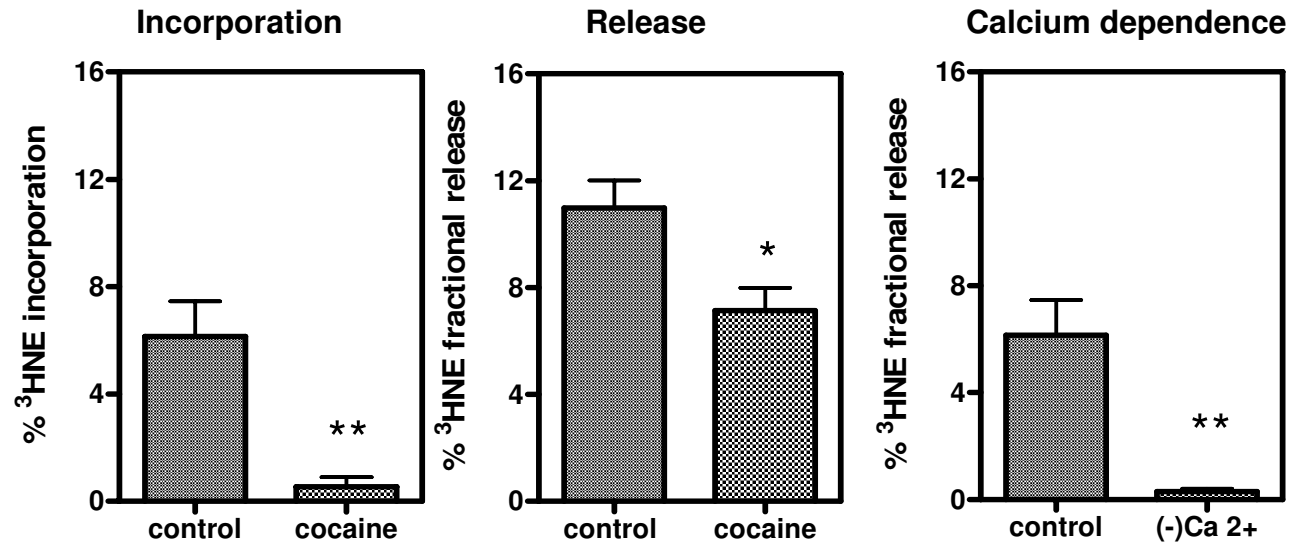 Incorporation
% ³HNE incorporation
16
12
8
4
0
**
control cocaine
Release
% ³HNE fractional release
16
12
8
4
0
*
control cocaine
Calcium dependence
% ³HNE fractional release
16
12
8
4
0
**
control (-)Ca 2+